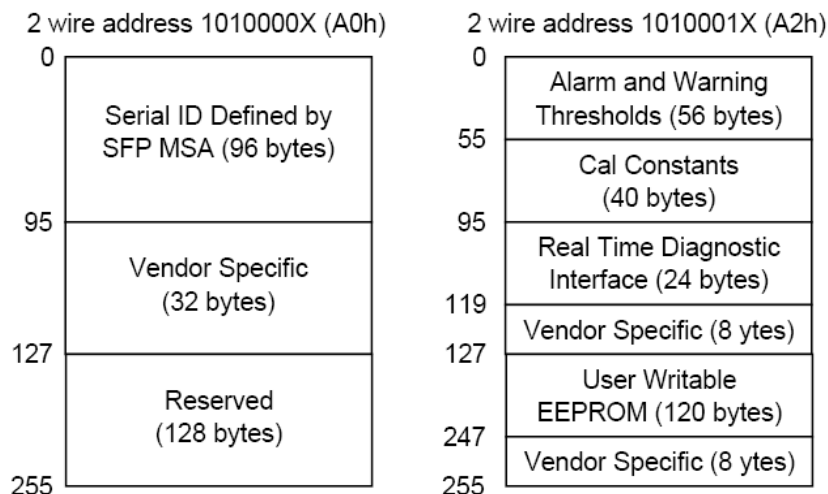 2 wire address 1010000X (A0h)
0
Serial ID Defined by
SFP MSA (96 bytes)
95
Vendor Specific
(32 bytes)
127
Reserved
(128 bytes)
255
2 wire address 1010001X (A2h)
0
Alarm and Warning
Thresholds (56 bytes)
55
Cal Constants
(40 bytes)
95
Real Time Diagnostic
Interface (24 bytes)
119
Vendor Specific (8 ytes)
127
User Writable
EEPROM (120 bytes)
247
Vendor Specific (8 ytes)
255